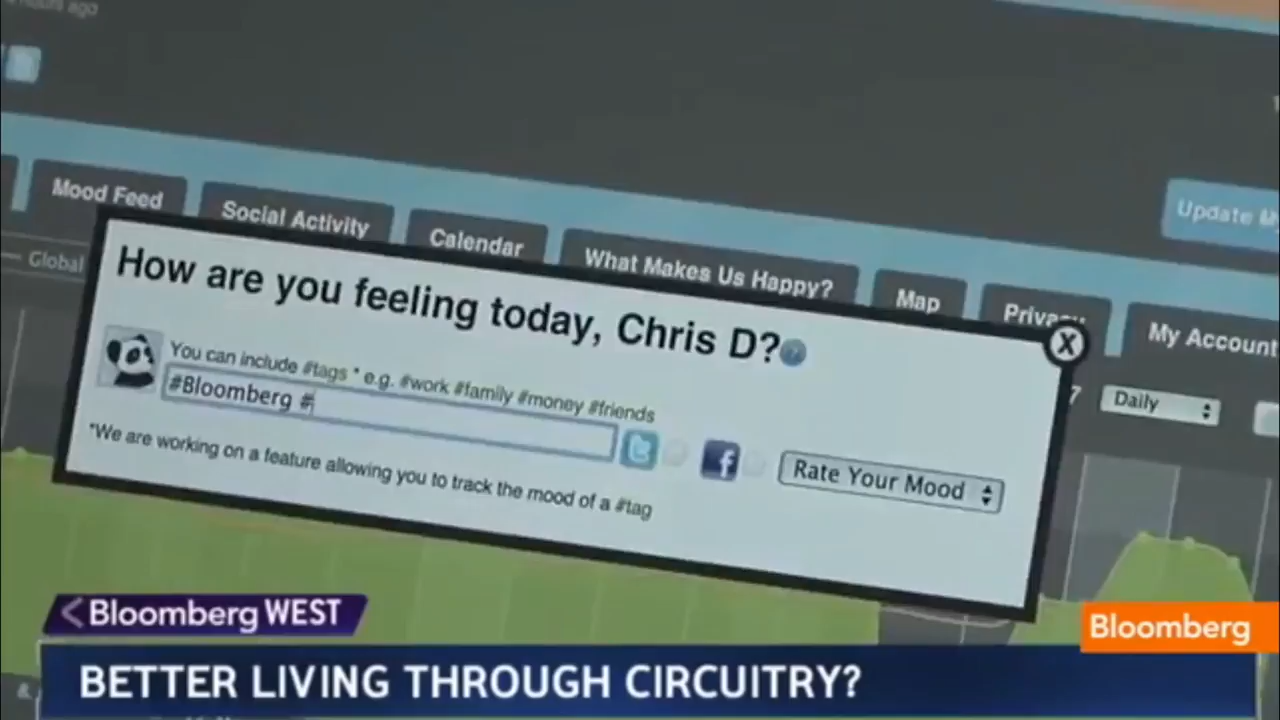 hours ago
Update M
Mood Feed
Social Activity
Calendar
What Makes Us Happy?
Map
Privacy
My Account
Global
How are you feeling today, Chris D?
?
X
You can include #tags * e.g. #work #family #money #friends
#Bloomberg #
Daily
Rate Your Mood
*We are working on a feature allowing you to track the mood of a #tag
<Bloomberg WEST
Bloomberg
BETTER LIVING THROUGH CIRCUITRY?